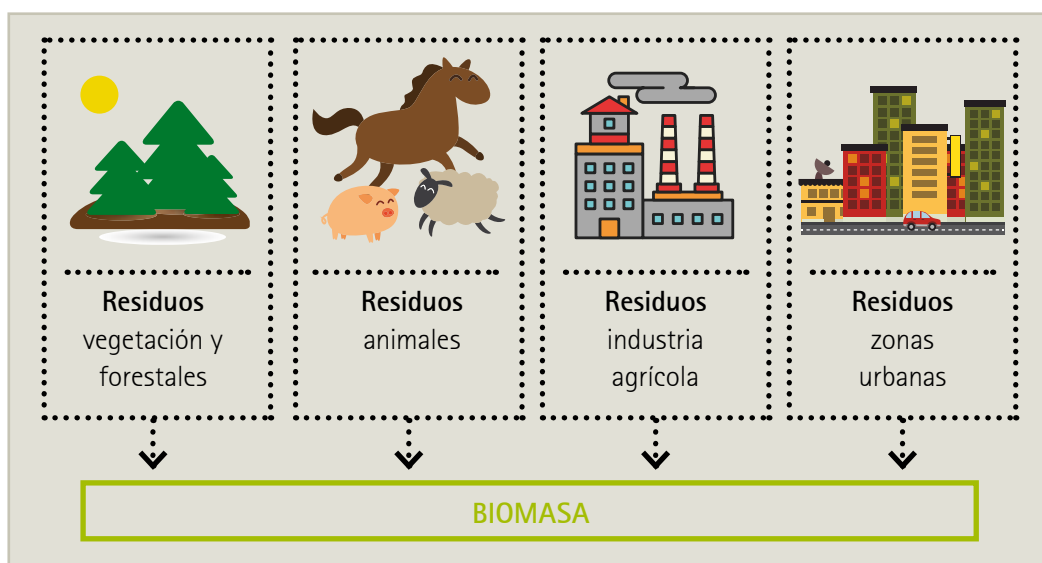 Residuos
vegetación y
forestales
Residuos
animales
Residuos
industria
agrícola
Residuos
zonas
urbanas
BIOMASA